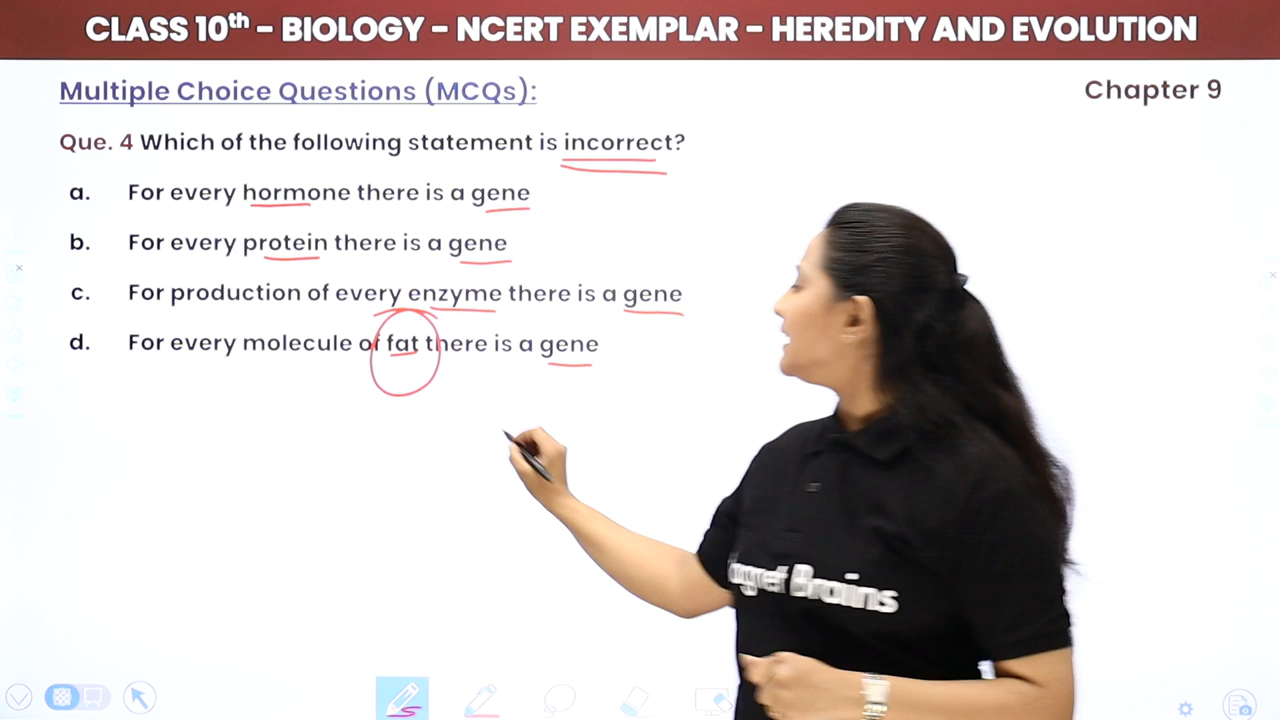 CLASS 10th – BIOLOGY – NCERT EXEMPLAR – HEREDITY AND EVOLUTION
Multiple Choice Questions (MCQs): Chapter 9
Que. 4 Which of the following statement is incorrect?
a. For every hormone there is a gene
b. For every protein there is a gene
c. For production of every enzyme there is a gene
d. For every molecule of fat there is a gene
Brains